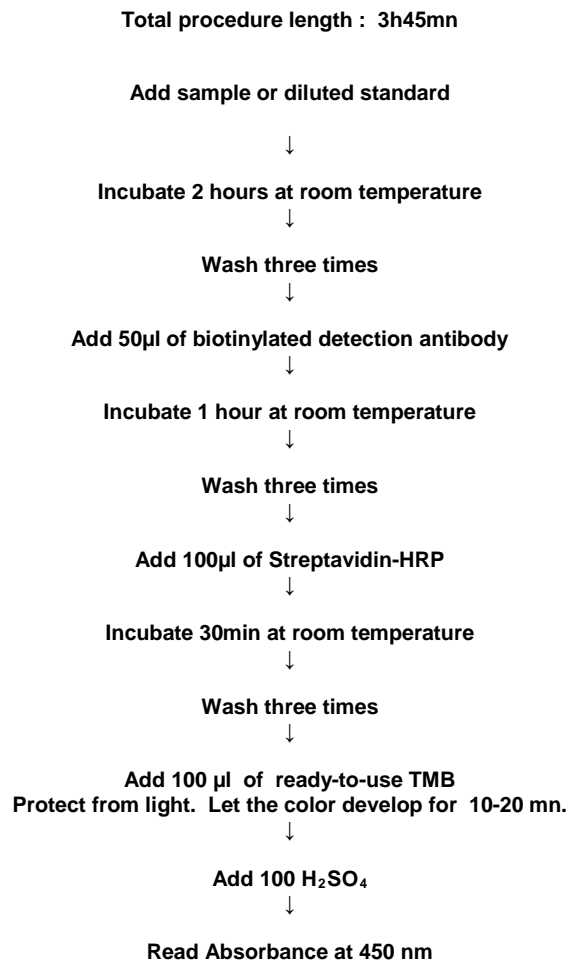 Total procedure length : 3h45mn
Add sample or diluted standard
↓
Incubate 2 hours at room temperature
↓
Wash three times
↓
Add 50µl of biotinylated detection antibody
↓
Incubate 1 hour at room temperature
↓
Wash three times
↓
Add 100µl of Streptavidin-HRP
↓
Incubate 30min at room temperature
↓
Wash three times
↓
Add 100 µl of ready-to-use TMB
Protect from light. Let the color develop for 10-20 mn.
↓
Add 100 H₂SO₄
↓
Read Absorbance at 450 nm